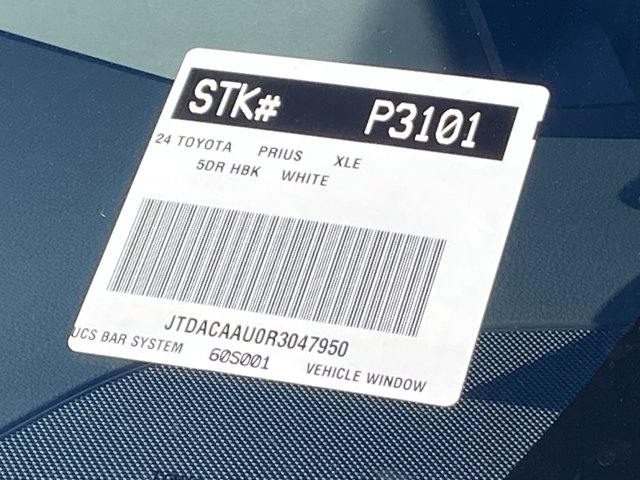 STK# P3101
24 TOYOTA PRIUS XLE
5DR HBK WHITE
JTDACAAU0R3047950
UCS BAR SYSTEM 60S001 VEHICLE WINDOW